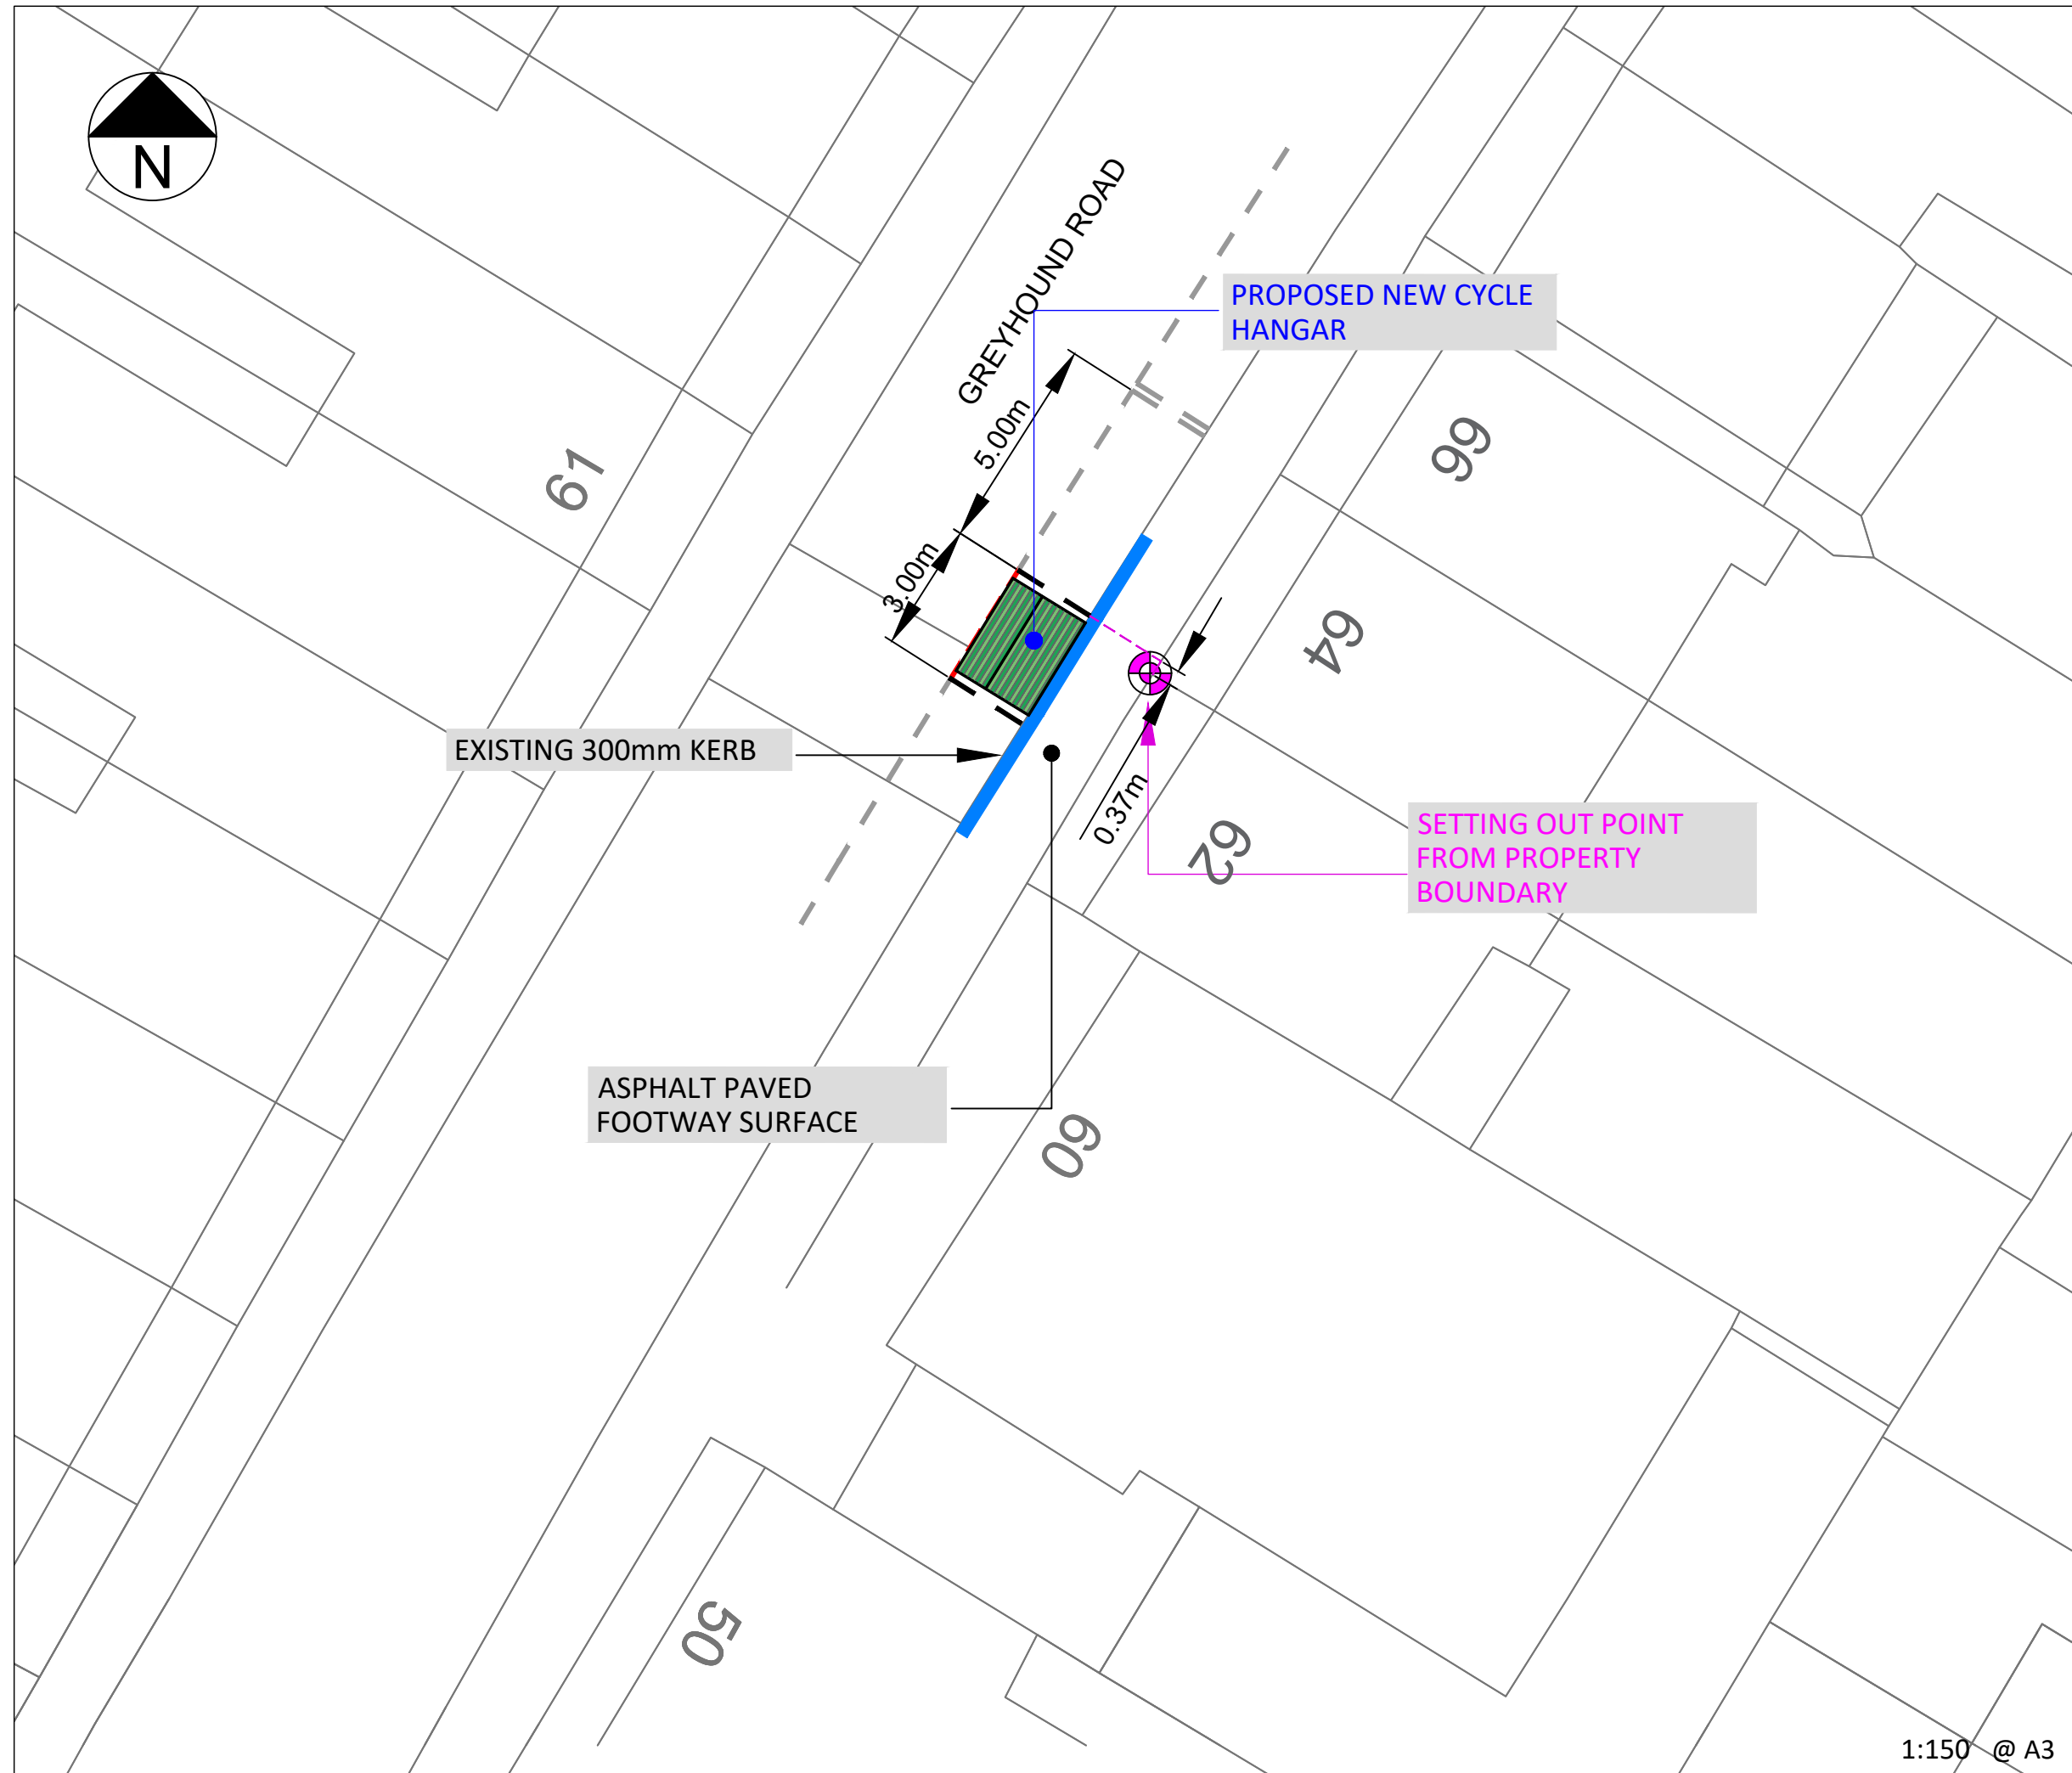 N
GREYHOUND ROAD
PROPOSED NEW CYCLE
HANGAR
5.00m
61
66
3.00m
64
EXISTING 300mm KERB
0.37m
62
SETTING OUT POINT
FROM PROPERTY
BOUNDARY
ASPHALT PAVED
FOOTWAY SURFACE
60
50
1:150 @ A3